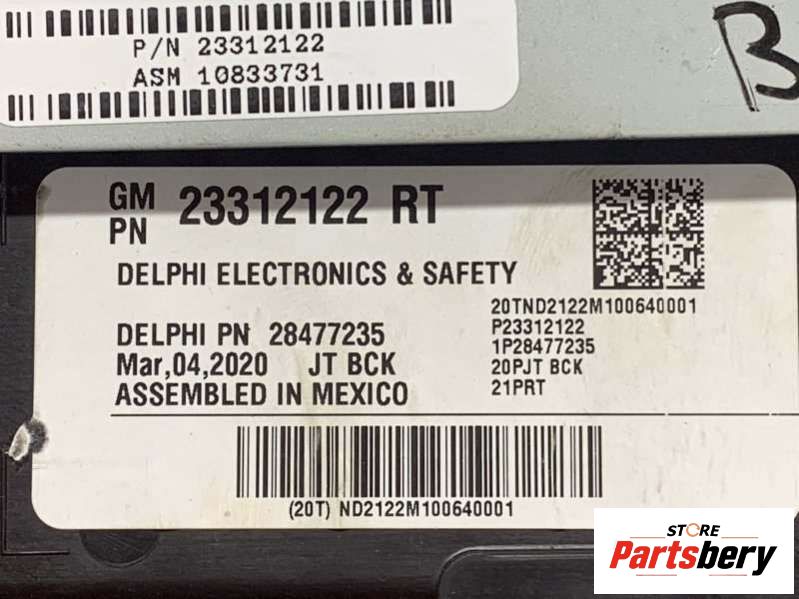 P/N 23312122
ASM 10833731
B
GM PN 23312122 RT
DELPHI ELECTRONICS & SAFETY
DELPHI PN 28477235
Mar,04,2020 JT BCK
ASSEMBLED IN MEXICO
20TND2122M100640001
P23312122
1P28477235
20PJT BCK
21PRT
(20T) ND2122M100640001
STORE
Partsbery